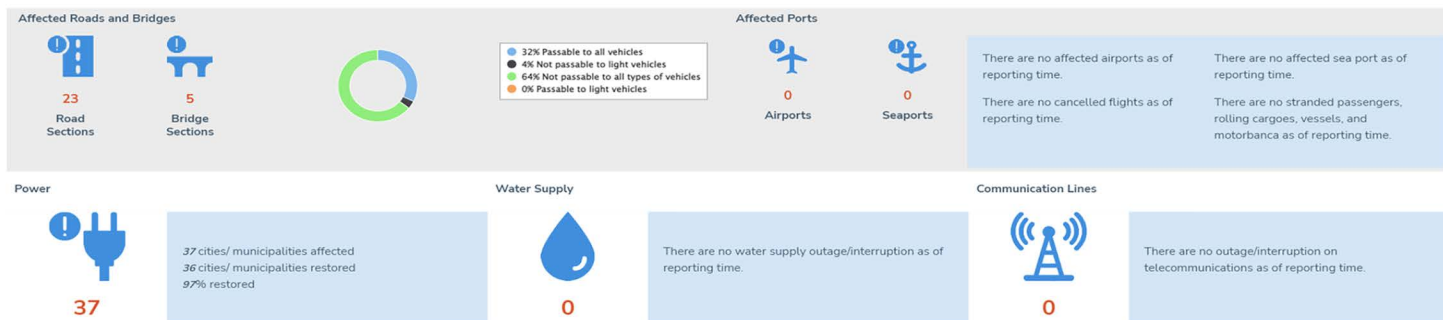 Affected Roads and Bridges
23
Road
Sections
5
Bridge
Sections
32% Passable to all vehicles
4% Not passable to light vehicles
64% Not passable to all types of vehicles
0% Passable to light vehicles
Affected Ports
0
Airports
0
Seaports
There are no affected airports as of
reporting time.
There are no cancelled flights as of
reporting time.
There are no affected sea port as of
reporting time.
There are no stranded passengers,
rolling cargoes, vessels, and
motorbanca as of reporting time.
Power
37
37 cities/ municipalities affected
36 cities/ municipalities restored
97% restored
Water Supply
0
There are no water supply outage/interruption as of
reporting time.
Communication Lines
0
There are no outage/interruption on
telecommunications as of reporting time.